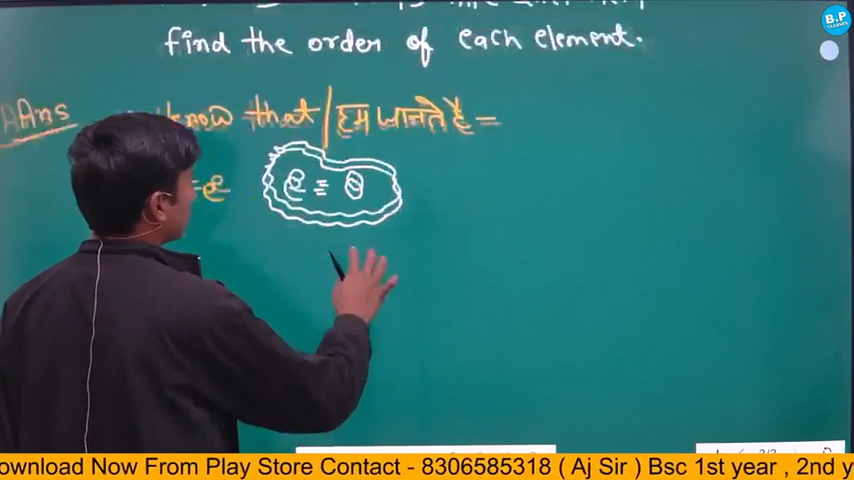 find the order of each element.
Ans know that / हम जानते है =
= e e ≡ 0
B.P
CLASSES
ownload Now From Play Store Contact - 8306585318 ( Aj Sir ) Bsc 1st year , 2nd y